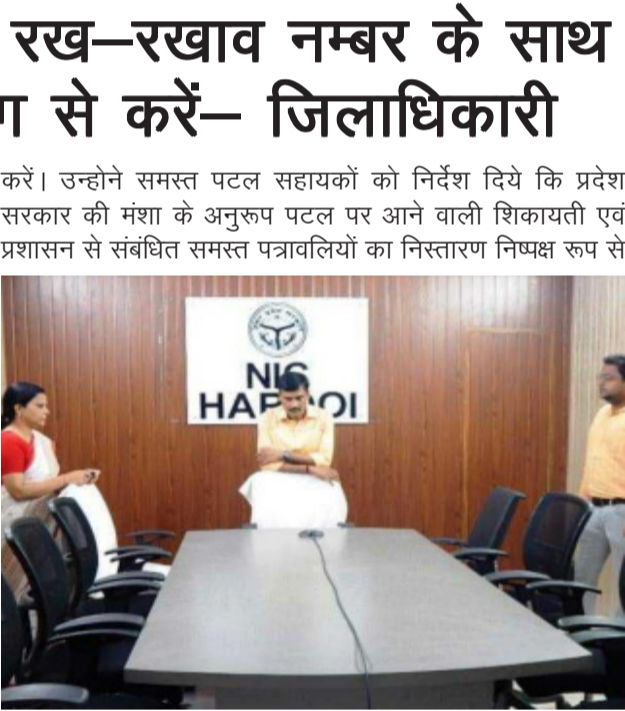 रख–रखाव नम्बर के साथ
से करें– जिलाधिकारी
करें। उन्होने समस्त पटल सहायकों को निर्देश दिये कि प्रदेश
सरकार की मंशा के अनुरूप पटल पर आने वाली शिकायती एवं
प्रशासन से संबंधित समस्त पत्रावलियों का निस्तारण निष्पक्ष रूप से
NIC
HARDOI